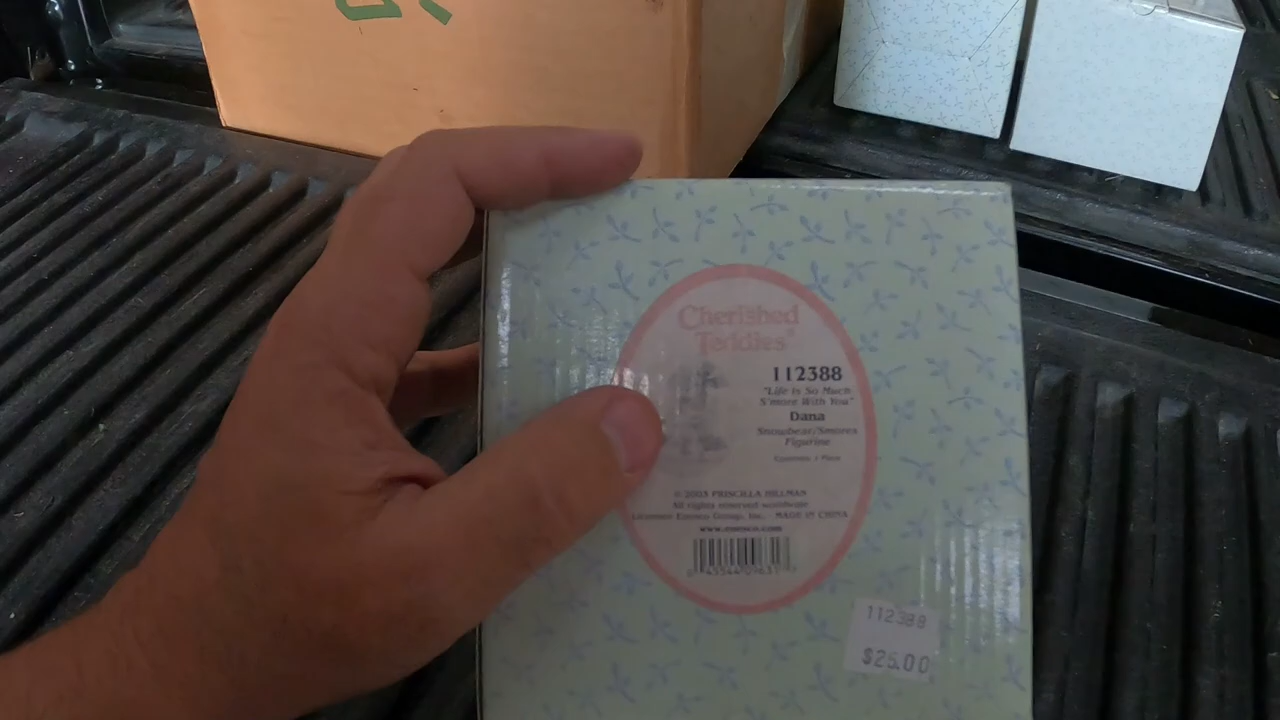 Cherished
Teddies®
112388
"Life Is So Much
S'more With You"
Dana
Snowbear/Smores
Figurine
© 2003 PRISCILLA HILLMAN
All rights reserved worldwide
Licensee Enesco Group, Inc. MADE IN CHINA
www.enesco.com
112388
$26.00